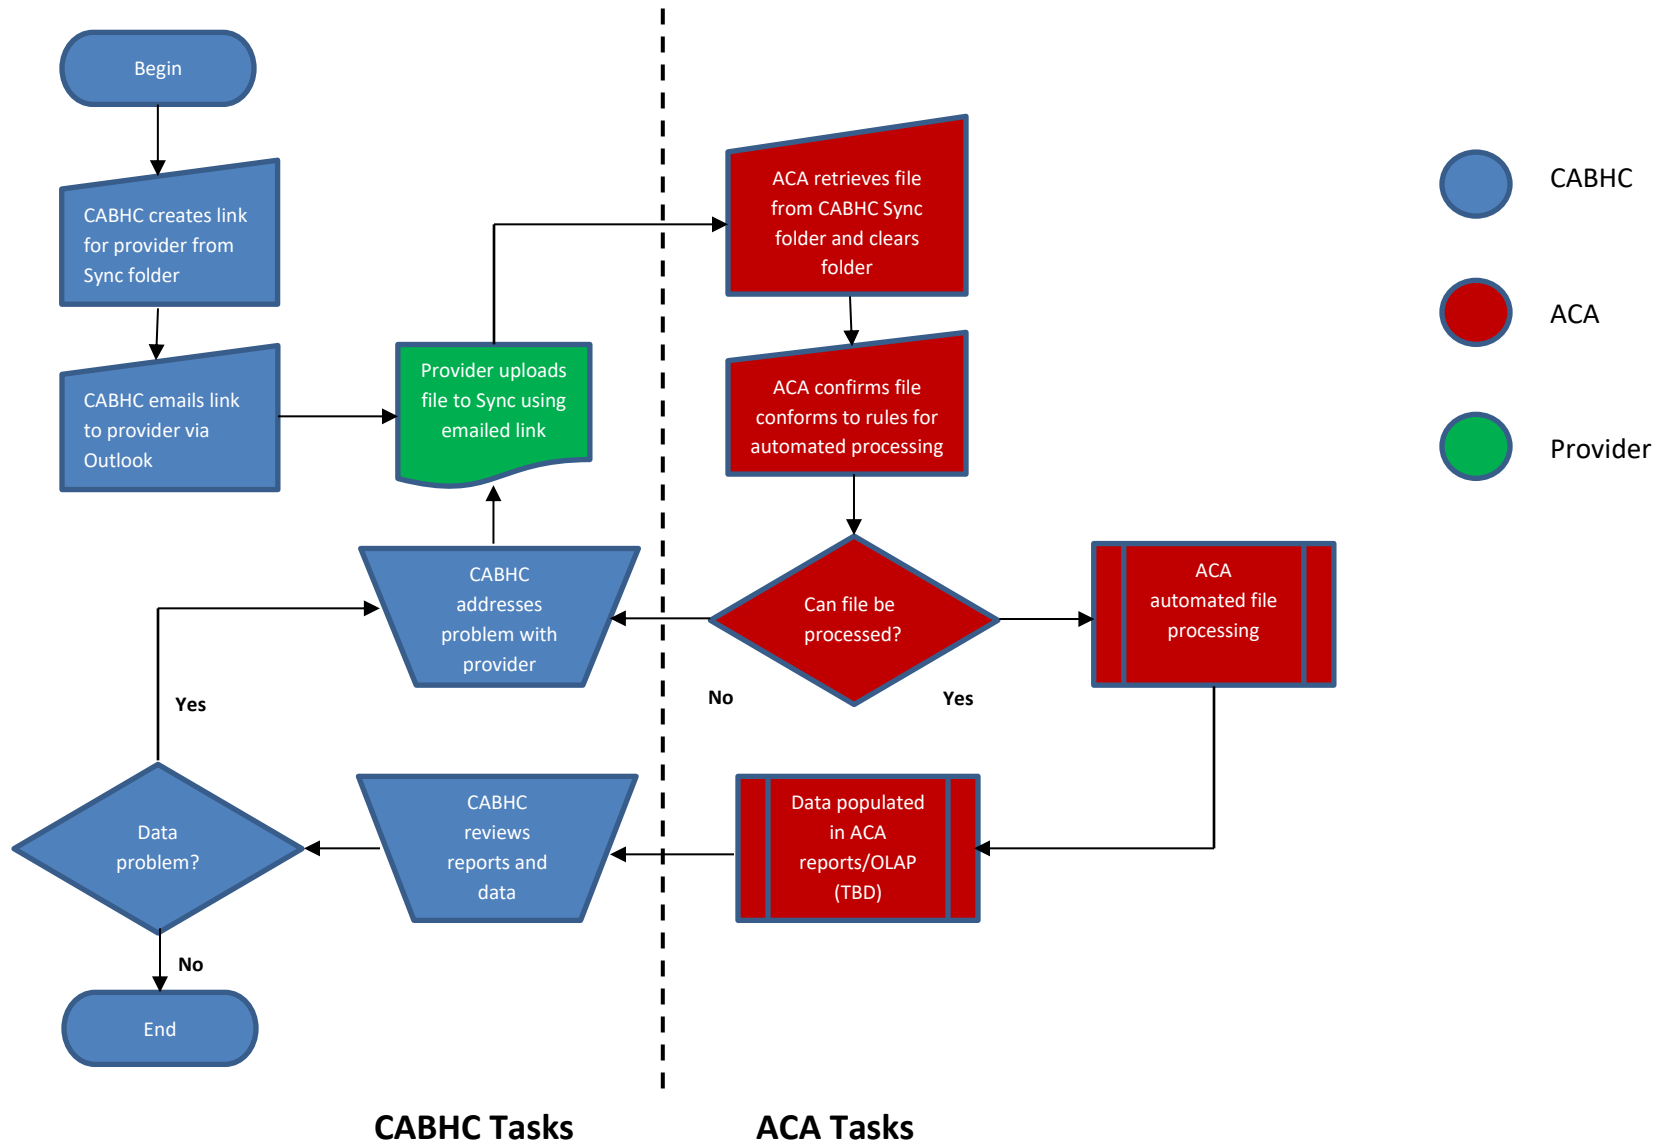 Begin
CABHC creates link
for provider from
Sync folder
CABHC emails link
to provider via
Outlook
Provider uploads
file to Sync using
emailed link
ACA retrieves file
from CABHC Sync
folder and clears
folder
ACA confirms file
conforms to rules for
automated processing
Can file be
processed?
No
Yes
ACA
automated file
processing
CABHC
addresses
problem with
provider
Data populated
in ACA
reports/OLAP
(TBD)
CABHC
reviews
reports and
data
Data
problem?
Yes
No
End
CABHC Tasks
ACA Tasks
CABHC
ACA
Provider